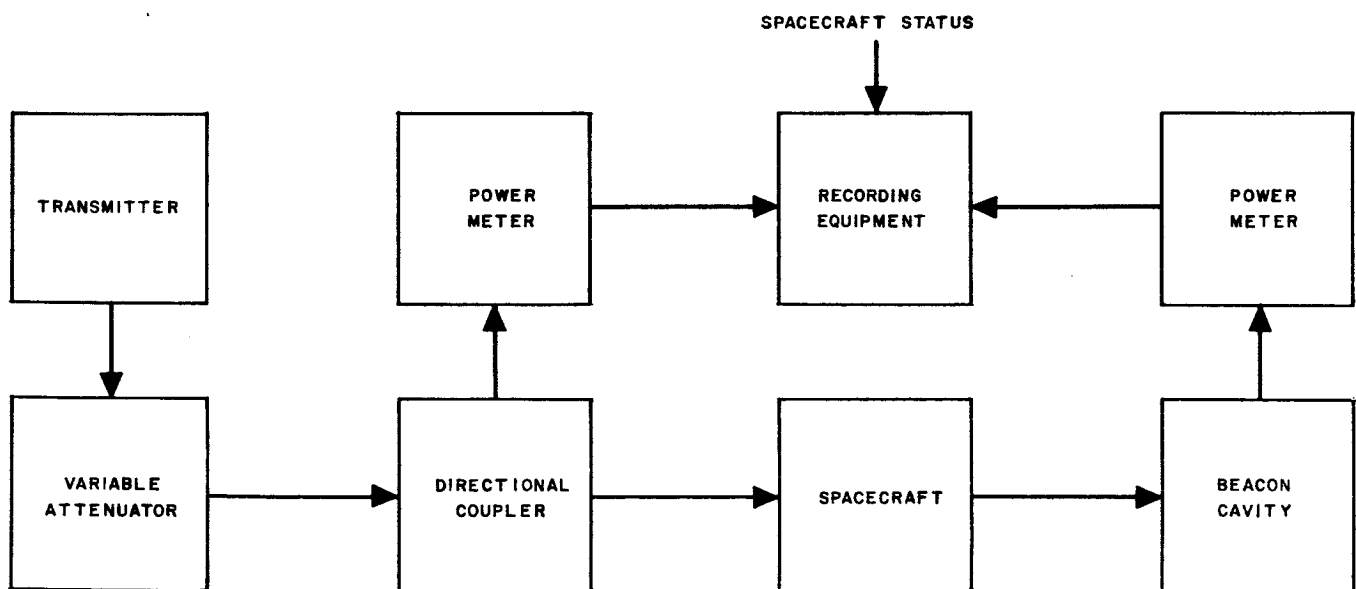 SPACECRAFT STATUS
TRANSMITTER
POWER
METER
RECORDING
EQUIPMENT
POWER
METER
VARIABLE
ATTENUATOR
DIRECTIONAL
COUPLER
SPACECRAFT
BEACON
CAVITY